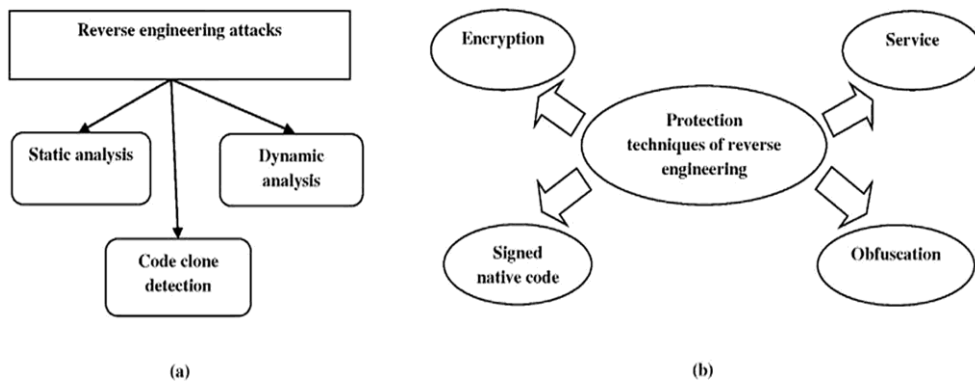 Reverse engineering attacks
Static analysis
Dynamic
analysis
Code clone
detection
(a)
Encryption
Service
Protection
techniques of reverse
engineering
Signed
native code
Obfuscation
(b)